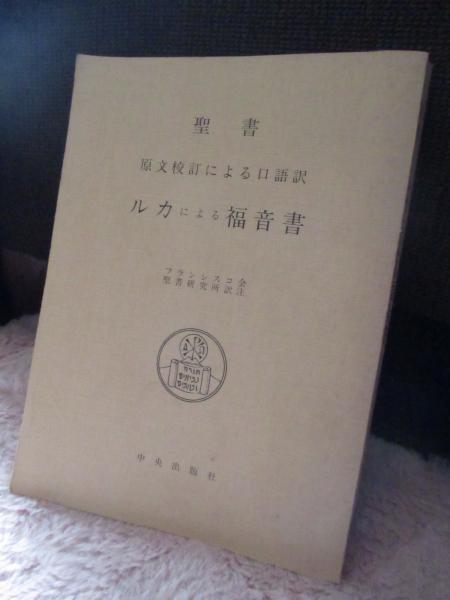 聖書
原文校訂による口語訳
ルカによる福音書
フランシスコ会
聖書研究所訳注
中央出版社